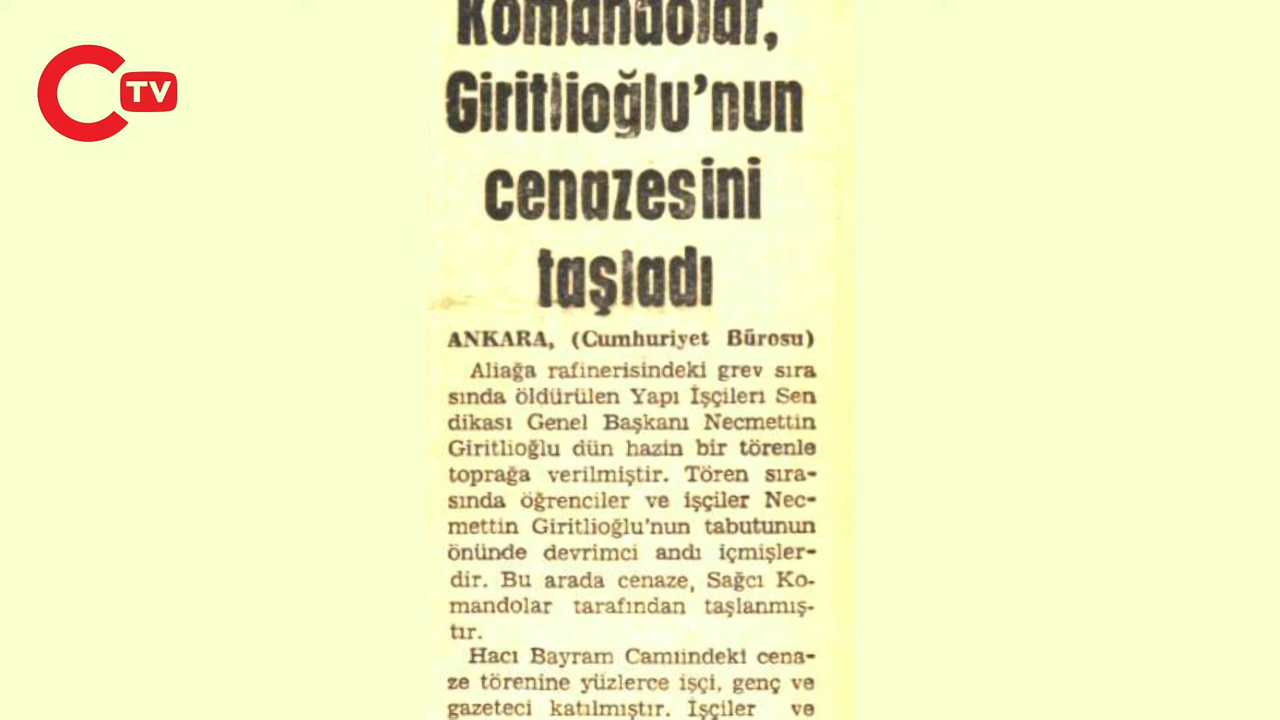 TV
Komandolar,
Giritlioğlu'nun
cenazesini
taşladı
ANKARA, (Cumhuriyet Bürosu)
Aliağa rafinerisindeki grev sıra
sında öldürülen Yapı İşçileri Sen
dikası Genel Başkanı Necmettin
Giritlioğlu dün hazin bir törenle
toprağa verilmiştir. Tören sıra-
sında öğrenciler ve işçiler Nec-
mettin Giritlioğlu'nun tabutunun
önünde devrimci andı içmişler-
dir. Bu arada cenaze, Sağcı Ko-
mandolar tarafından taşlanmış-
tır.
Hacı Bayram Camiindeki cena-
ze törenine yüzlerce işçi, genç ve
gazeteci katılmıştır. İşçiler ve